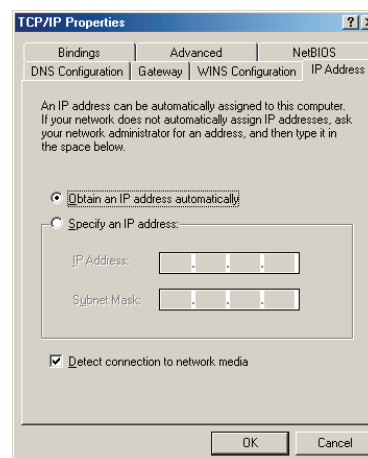 TCP/IP Properties
Bindings Advanced NetBIOS
DNS Configuration Gateway WINS Configuration IP Address
An IP address can be automatically assigned to this computer.
If your network does not automatically assign IP addresses, ask
your network administrator for an address, and then type it in
the space below.
Obtain an IP address automatically
Specify an IP address:
IP Address:
Subnet Mask:
Detect connection to network media
OK Cancel